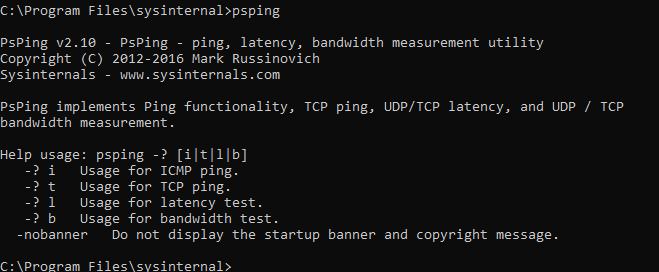 C:\Program Files\sysinternal>psping
PsPing v2.10 - PsPing - ping, latency, bandwidth measurement utility
Copyright (C) 2012-2016 Mark Russinovich
Sysinternals - www.sysinternals.com
PsPing implements Ping functionality, TCP ping, UDP/TCP latency, and UDP / TCP
bandwidth measurement.
Help usage: psping -? [i|t|l|b]
   -? i   Usage for ICMP ping.
   -? t   Usage for TCP ping.
   -? l   Usage for latency test.
   -? b   Usage for bandwidth test.
  -nobanner   Do not display the startup banner and copyright message.
C:\Program Files\sysinternal>